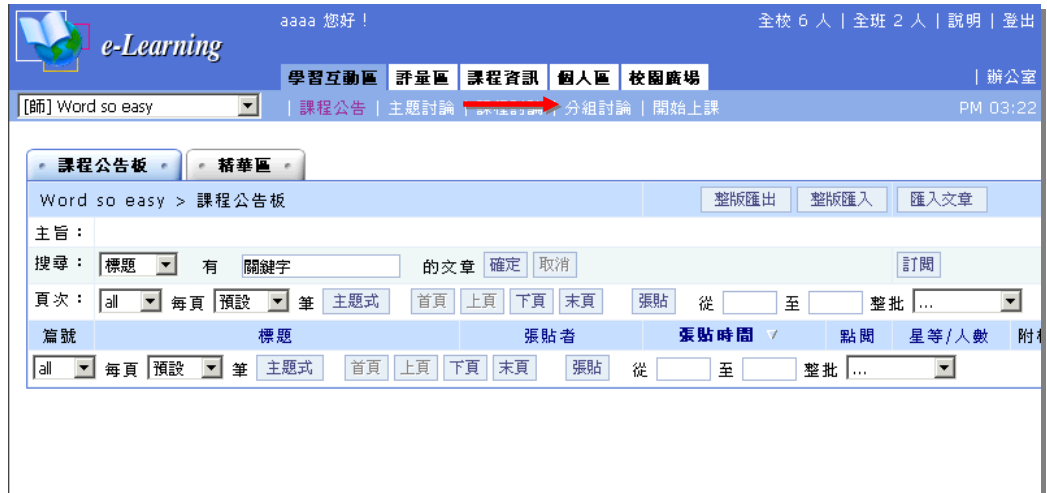 aaaa 您好！ 全校 6 人 | 全班 2 人 | 說明 | 登出
e-Learning
學習互動區 評量區 課程資訊 個人區 校園廣場 | 辦公室
[師] Word so easy | 課程公告 | 主題討論 | 課程討論 | 分組討論 | 開始上課 PM 03:22
課程公告板 精華區
Word so easy > 課程公告板 整版匯出 整版匯入 匯入文章
主旨：
搜尋： 標題 有 關鍵字 的文章 確定 取消 訂閱
頁次： all 每頁 預設 筆 主題式 首頁 上頁 下頁 末頁 張貼 從 至 整批 ...
篇號 標題 張貼者 張貼時間 點閱 星等/人數
all 每頁 預設 筆 主題式 首頁 上頁 下頁 末頁 張貼 從 至 整批 ...